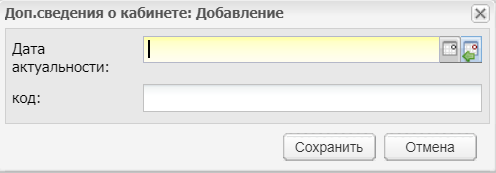 Доп.сведения о кабинете: Добавление
Дата
актуальности:
код:
Сохранить
Отмена